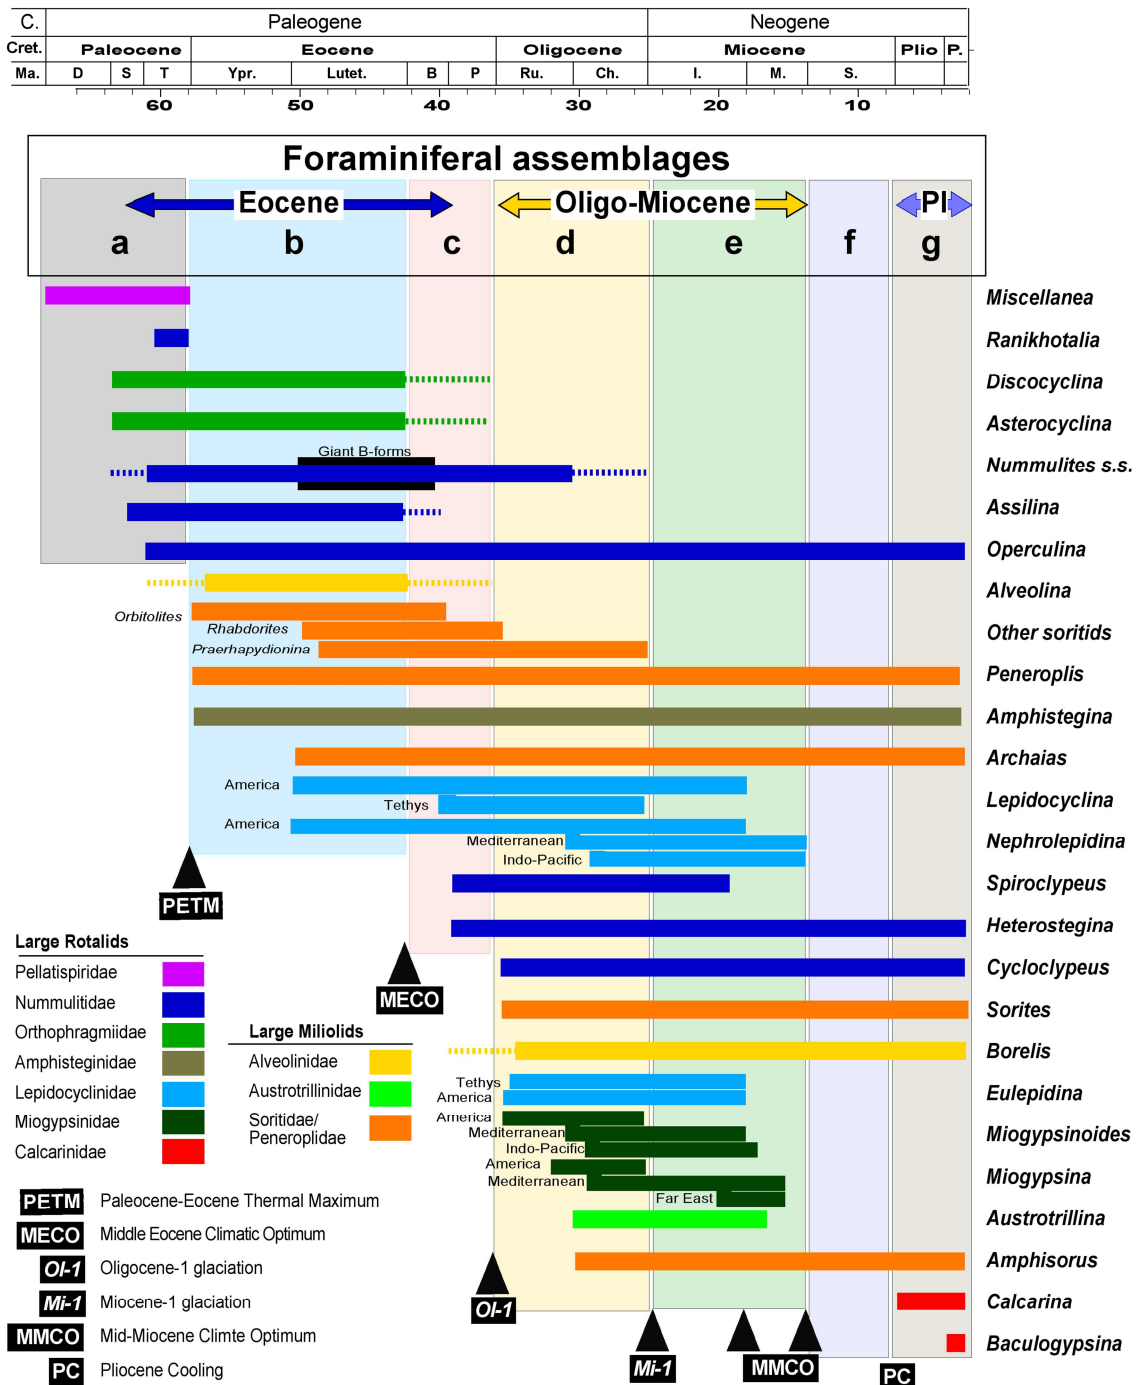 C. Paleogene Neogene
Cret. Paleocene Eocene Oligocene Miocene Plio P.
Ma. D S T Ypr. Lutet. B P Ru. Ch. I. M. S.
60 50 40 30 20 10
Foraminiferal assemblages
Eocene Oligo-Miocene Pl
a b c d e f g
Miscellanea
Ranikhotalia
Discocyclina
Asterocyclina
Giant B-forms
Nummulites s.s.
Assilina
Operculina
Alveolina
Orbitolites
Rhabdorites Other soritids
Praerhapydionina
Peneroplis
Amphistegina
Archaias
America
Lepidocyclina
Tethys
America
Mediterranean Nephrolepidina
Indo-Pacific
Spiroclypeus
PETM
Heterostegina
Cycloclypeus
MECO
Sorites
Borelis
Tethys Eulepidina
America
America
Mediterranean Miogypsinoides
Indo-Pacific
America
Mediterranean Miogypsina
Far East
Austrotrillina
Amphisorus
Calcarina
Baculogypsina
Ol-1
Mi-1
MMCO
PC
Large Rotalids
Pellatispiridae
Nummulitidae
Orthophragmiidae
Amphisteginidae
Lepidocyclinidae
Miogypsinidae
Calcarinidae
Large Miliolids
Alveolinidae
Austrotrillinidae
Soritidae/
Peneroplidae
PETM Paleocene-Eocene Thermal Maximum
MECO Middle Eocene Climatic Optimum
Ol-1 Oligocene-1 glaciation
Mi-1 Miocene-1 glaciation
MMCO Mid-Miocene Climte Optimum
PC Pliocene Cooling